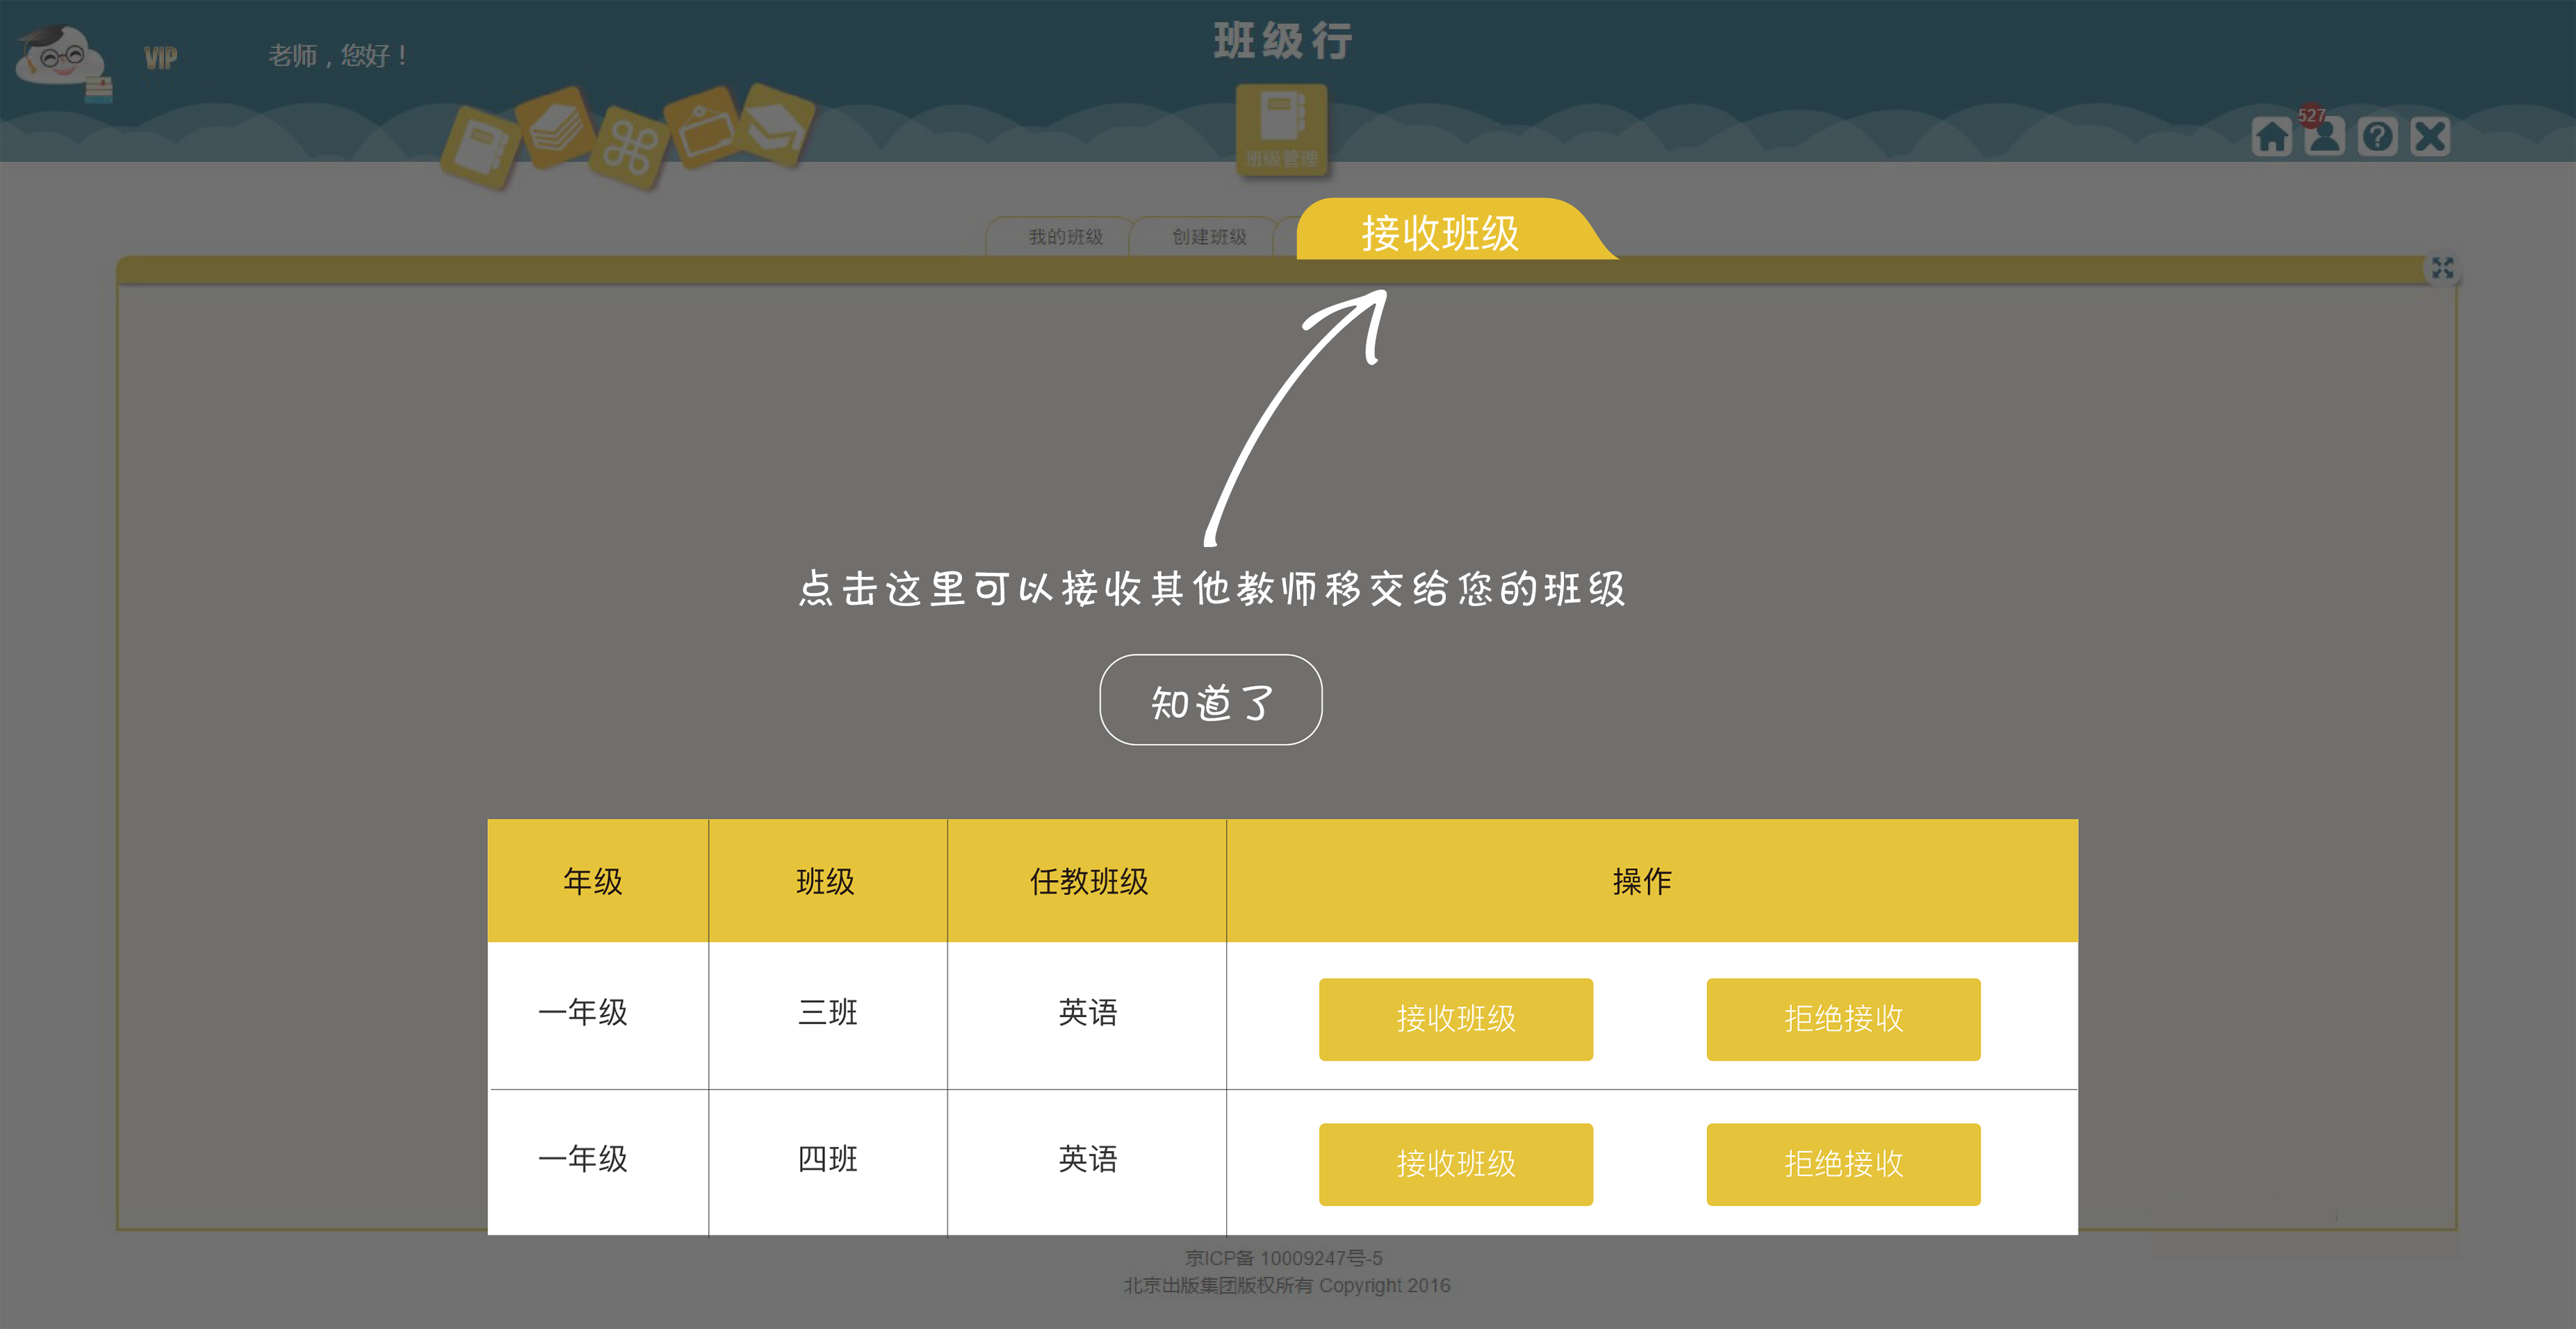 班级行
VIP 老师，您好！
527
班级管理
我的班级 创建班级 接收班级
点击这里可以接收其他教师移交给您的班级
知道了
年级 班级 任教班级 操作
一年级 三班 英语 接收班级 拒绝接收
一年级 四班 英语 接收班级 拒绝接收
京ICP备 10009247号-5
北京出版集团版权所有 Copyright 2016